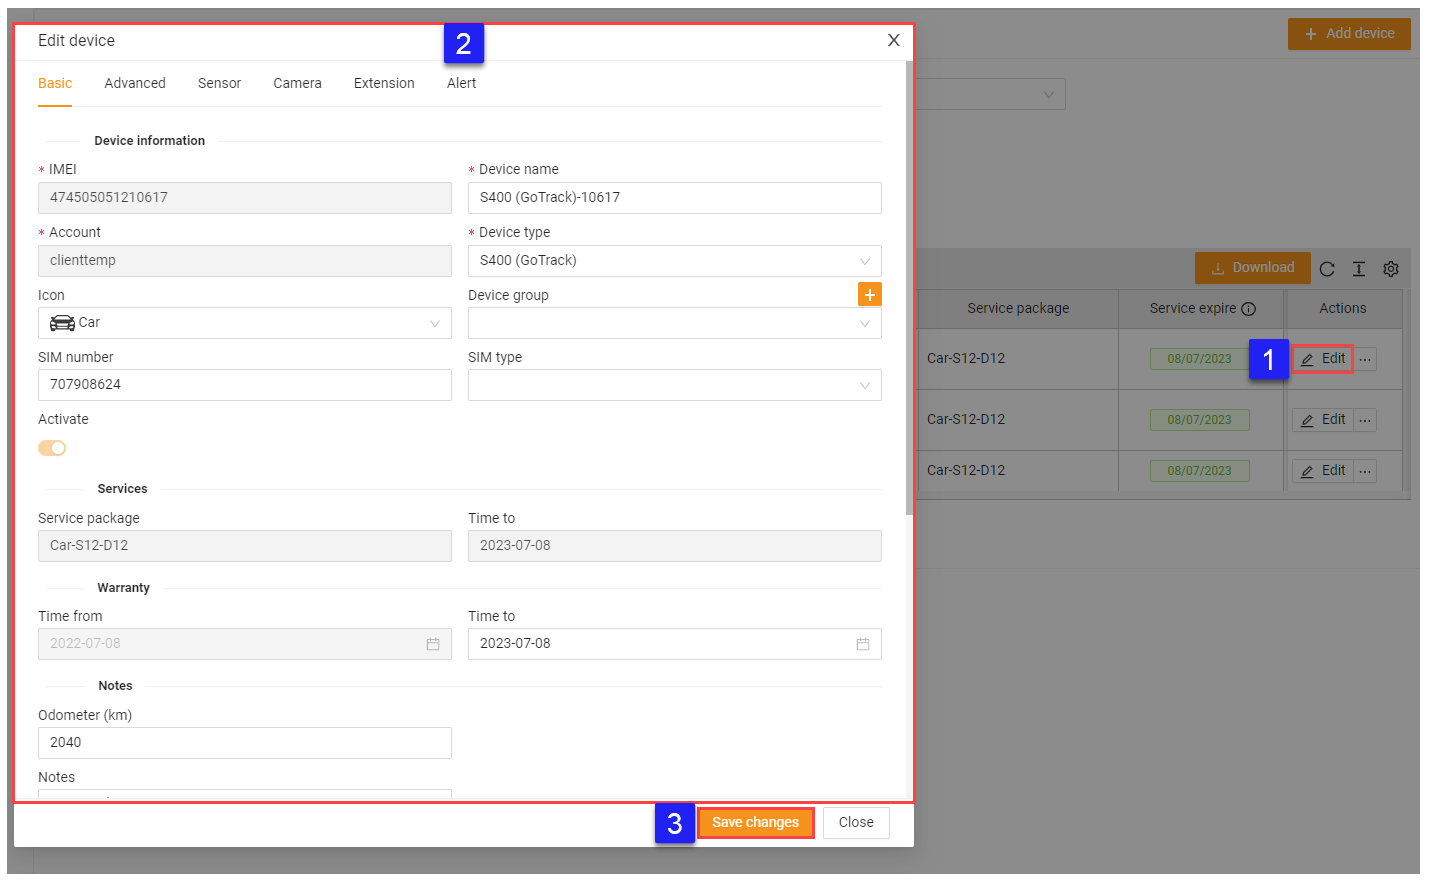 Edit device
2
X
Add device
Basic
Advanced
Sensor
Camera
Extension
Alert
Device information
* IMEI
* Device name
474505051210617
S400 (GoTrack)-10617
* Account
* Device type
clienttemp
S400 (GoTrack)
Download
Icon
Device group
+
Service package
Service expire
Actions
Car
SIM number
SIM type
Car-S12-D12
08/07/2023
1
Edit
...
707908624
Activate
Car-S12-D12
08/07/2023
Edit
...
Car-S12-D12
08/07/2023
Edit
...
Services
Service package
Time to
Car-S12-D12
2023-07-08
Warranty
Time from
Time to
2022-07-08
2023-07-08
Notes
Odometer (km)
2040
Notes
3
Save changes
Close